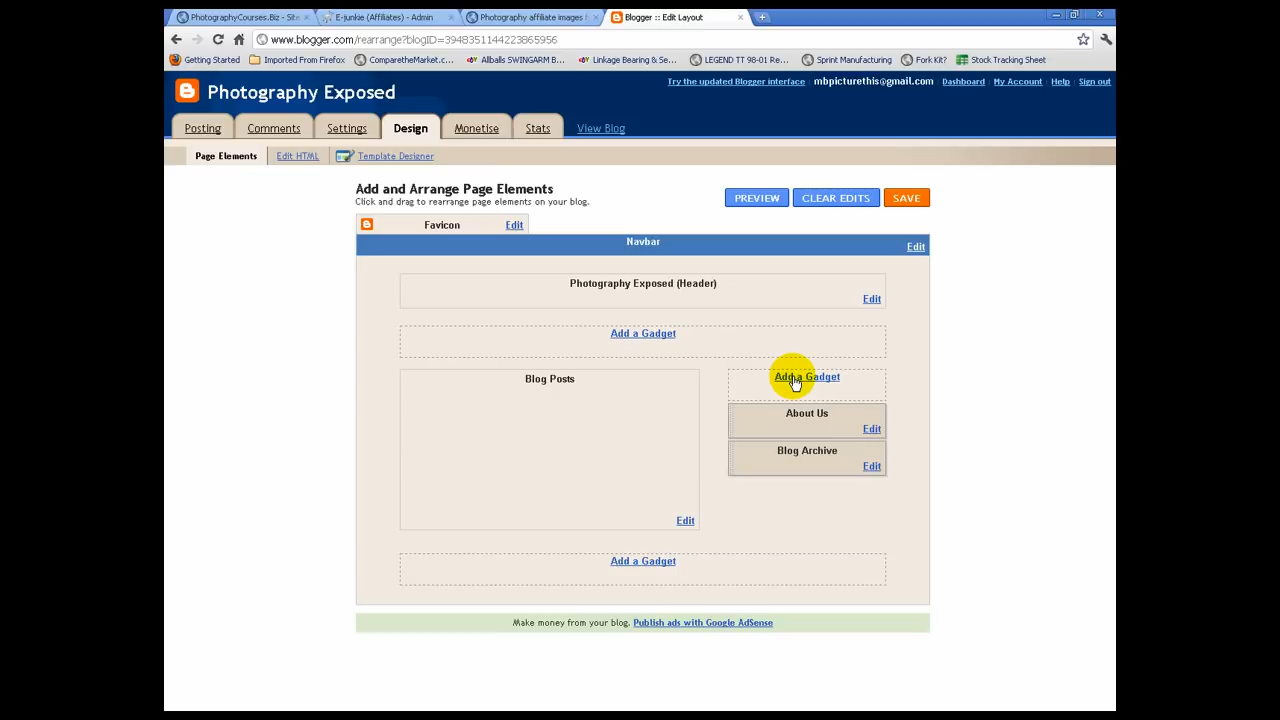 PhotographyCourses.Biz - Site
E-junkie (Affiliates) - Admin
Photography affiliate images f
Blogger :: Edit Layout
www.blogger.com/rearrange?blogID=3948351144223865956
Getting Started
Imported From Firefox
ComparetheMarket.c...
Allballs SWINGARM B...
Linkage Bearing & Se...
LEGEND TT 98-01 Re...
Sprint Manufacturing
Fork Kit?
Stock Tracking Sheet
Try the updated Blogger interface mbpicturethis@gmail.com Dashboard My Account Help Sign out
Photography Exposed
Posting Comments Settings Design Monetise Stats View Blog
Page Elements Edit HTML Template Designer
Add and Arrange Page Elements
Click and drag to rearrange page elements on your blog.
PREVIEW CLEAR EDITS SAVE
Favicon Edit
Navbar
Edit
Photography Exposed (Header)
Edit
Add a Gadget
Blog Posts
Edit
Add a Gadget
About Us
Edit
Blog Archive
Edit
Add a Gadget
Make money from your blog. Publish ads with Google AdSense